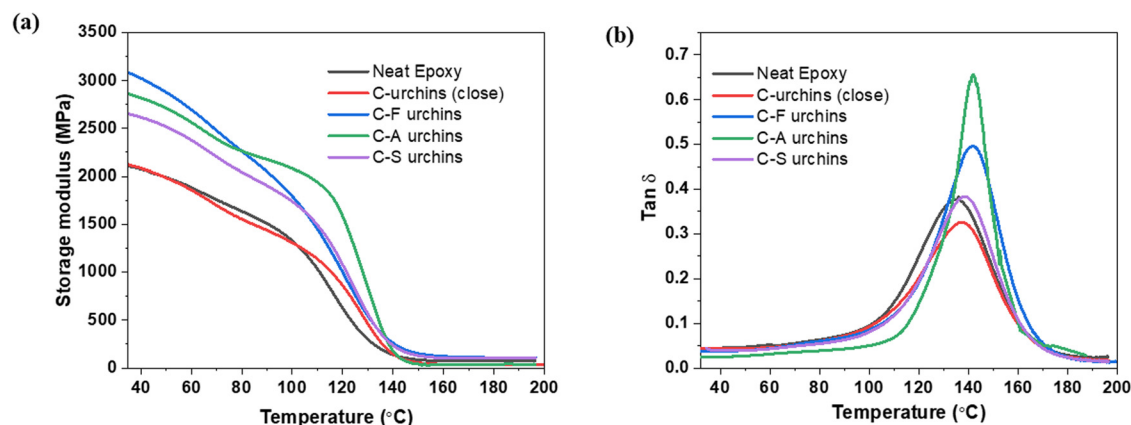 (a)
3500
3000
2500
2000
1500
1000
500
0
Storage modulus (MPa)
Neat Epoxy
C-urchins (close)
C-F urchins
C-A urchins
C-S urchins
40 60 80 100 120 140 160 180 200
Temperature (°C)
(b)
0.7
0.6
0.5
0.4
0.3
0.2
0.1
0.0
Tan δ
Neat Epoxy
C-urchins (close)
C-F urchins
C-A urchins
C-S urchins
40 60 80 100 120 140 160 180 200
Temperature (°C)